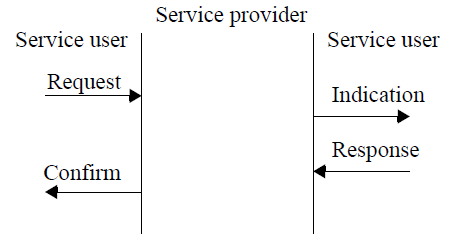 Service provider
Service user
Service user
Request
Indication
Response
Confirm